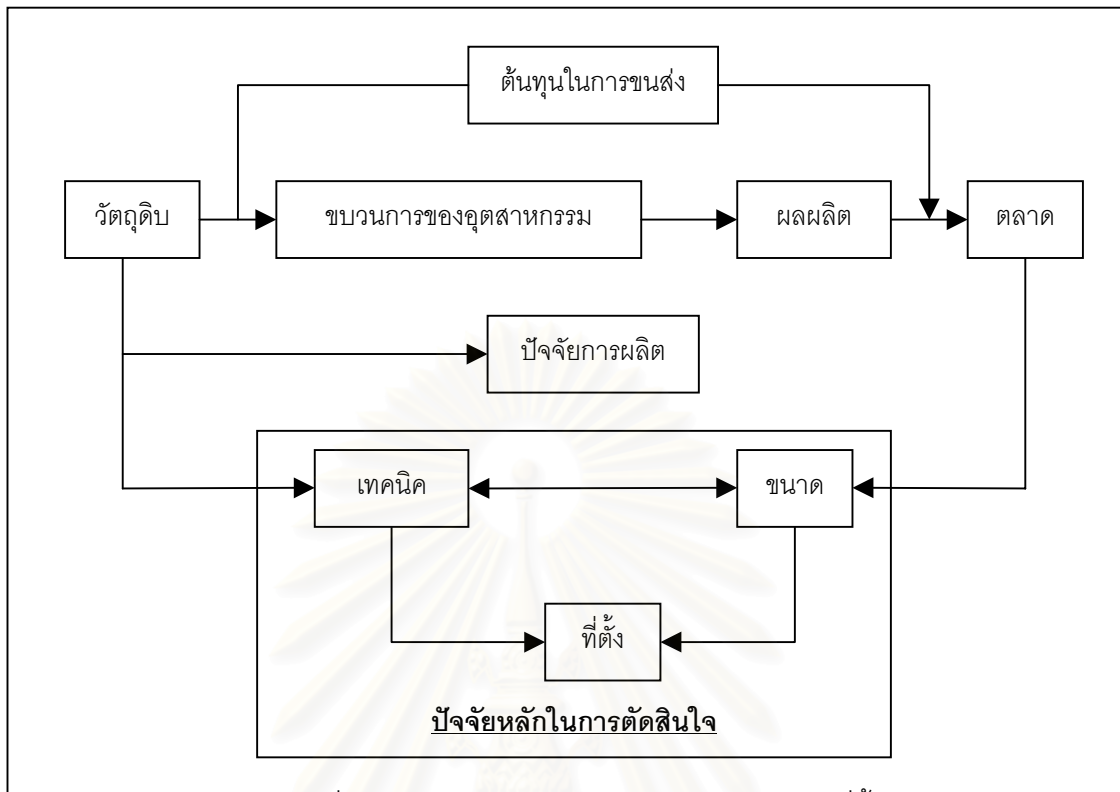 ต้นทุนในการขนส่ง
วัตถุดิบ
ขบวนการของอุตสาหกรรม
ผลผลิต
ตลาด
ปัจจัยการผลิต
เทคนิค
ขนาด
ที่ตั้ง
ปัจจัยหลักในการตัดสินใจ